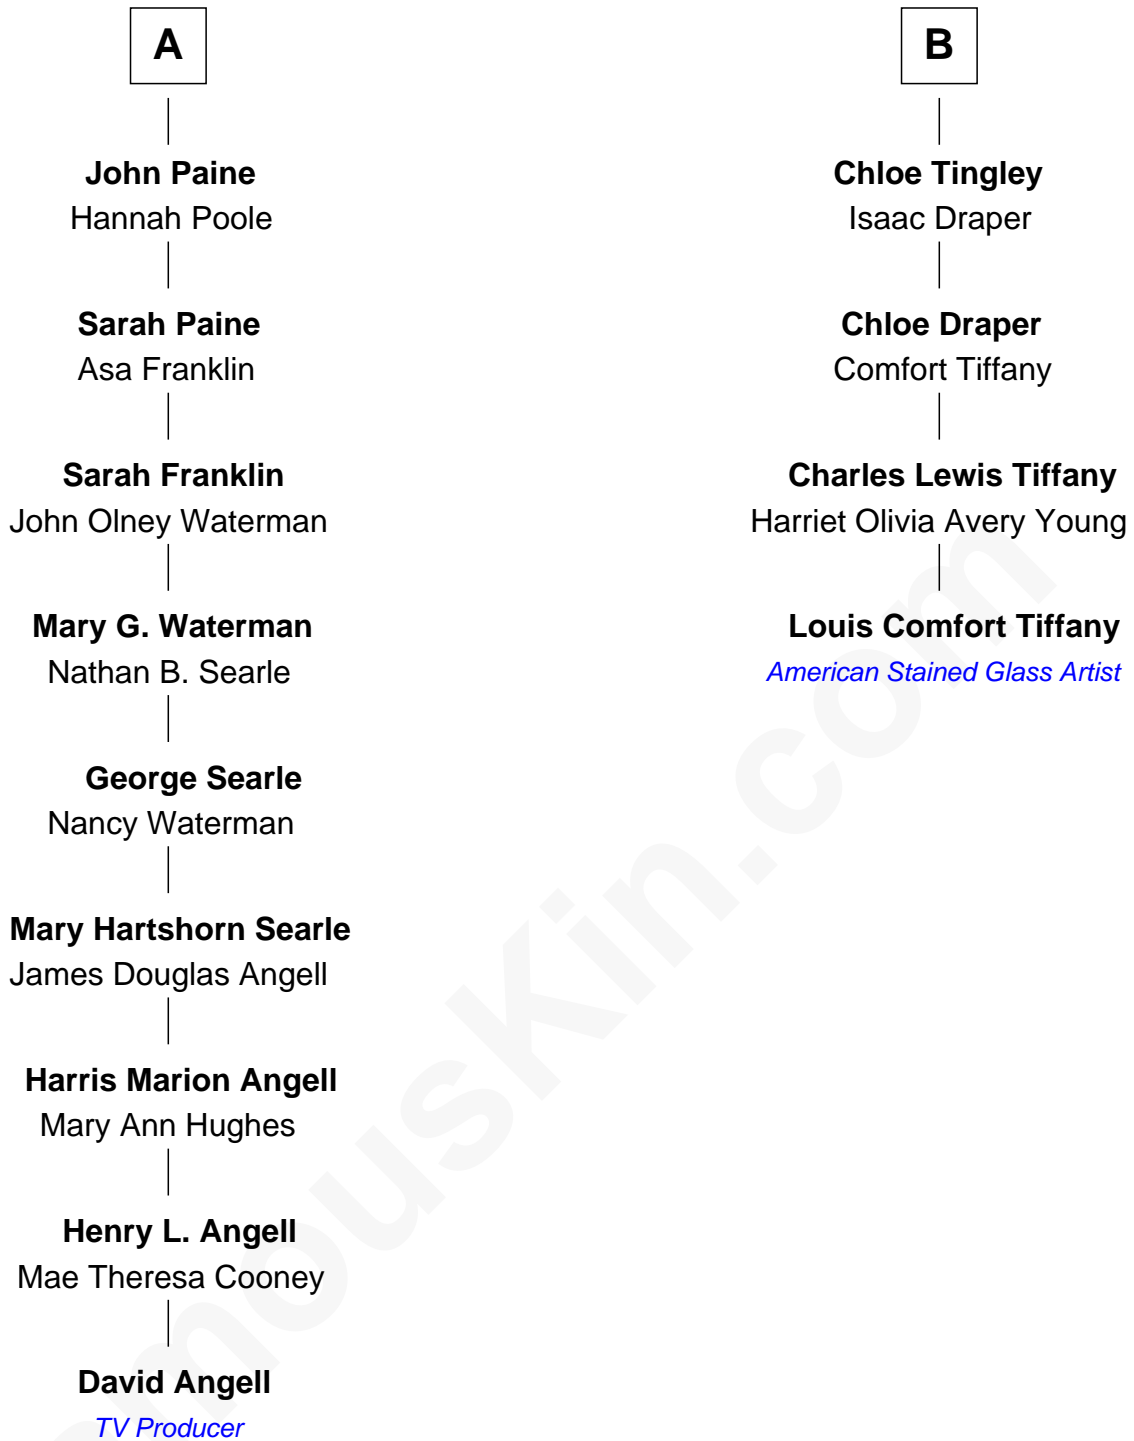 A
John Paine
Hannah Poole
Sarah Paine
Asa Franklin
Sarah Franklin
John Olney Waterman
Mary G. Waterman
Nathan B. Searle
George Searle
Nancy Waterman
Mary Hartshorn Searle
James Douglas Angell
Harris Marion Angell
Mary Ann Hughes
Henry L. Angell
Mae Theresa Cooney
David Angell
TV Producer
B
Chloe Tingley
Isaac Draper
Chloe Draper
Comfort Tiffany
Charles Lewis Tiffany
Harriet Olivia Avery Young
Louis Comfort Tiffany
American Stained Glass Artist
mouskin.com